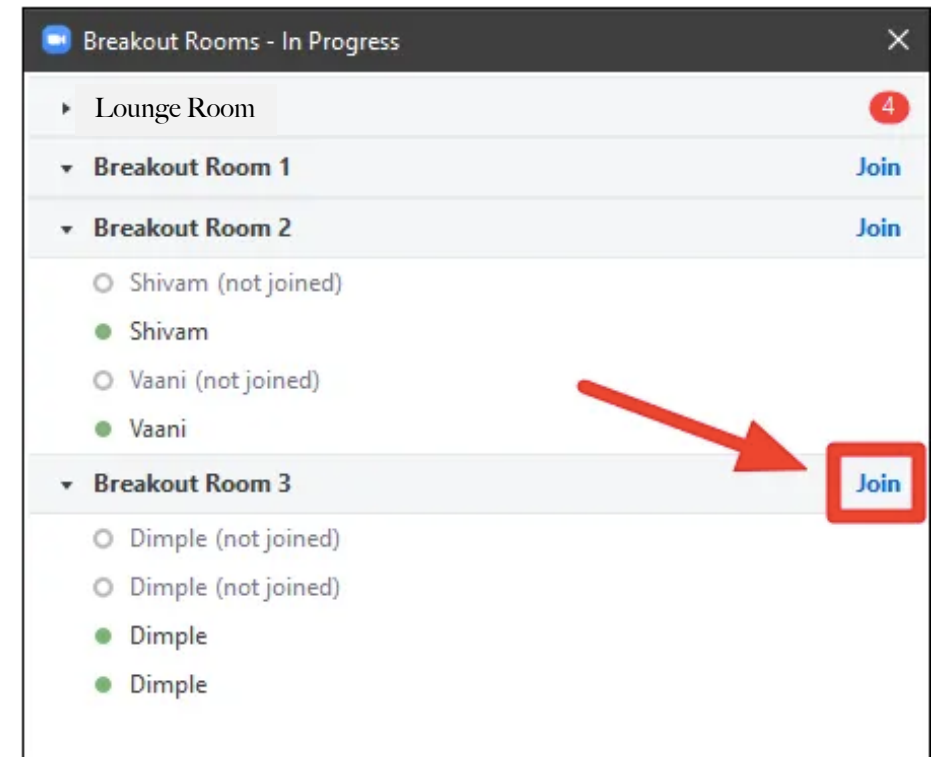 Breakout Rooms - In Progress
Lounge Room 4
Breakout Room 1 Join
Breakout Room 2 Join
Shivam (not joined)
Shivam
Vaani (not joined)
Vaani
Breakout Room 3 Join
Dimple (not joined)
Dimple (not joined)
Dimple
Dimple